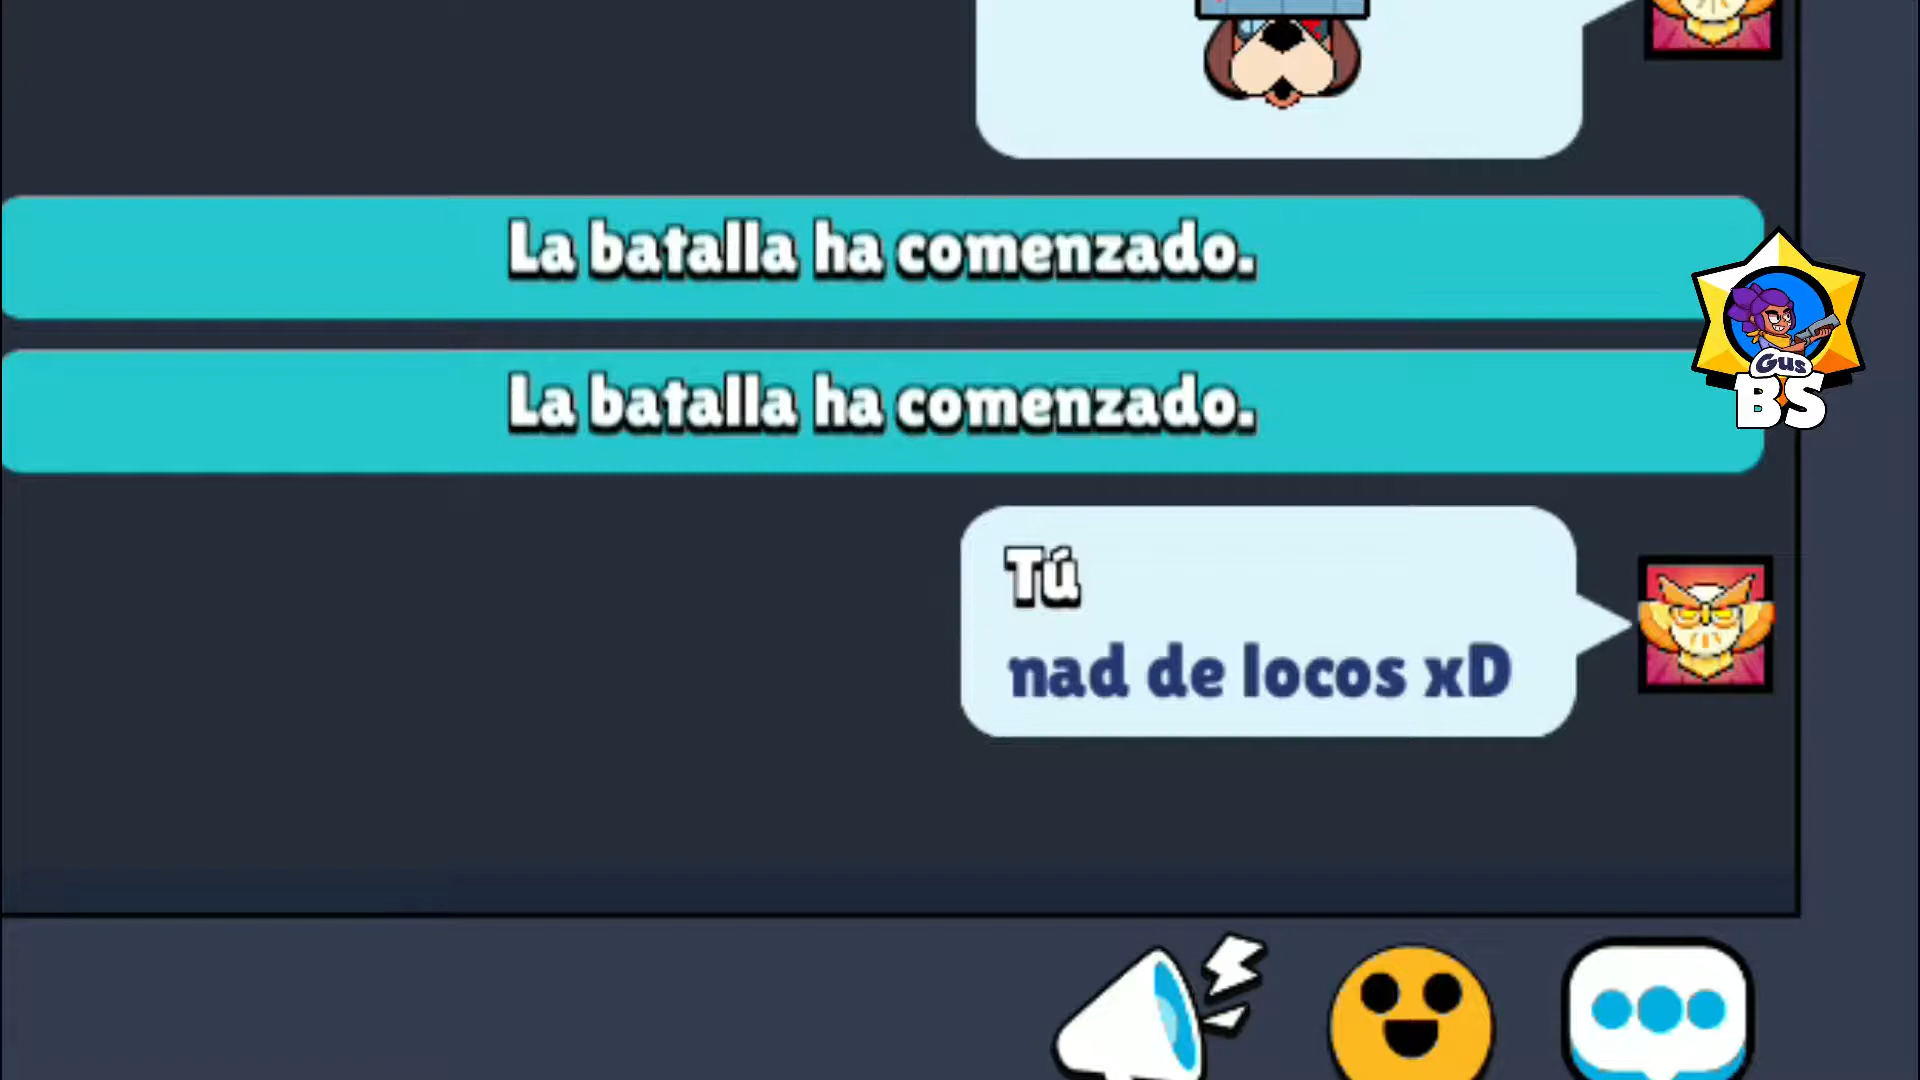 La batalla ha comenzado.
La batalla ha comenzado.
Gus
BS
Tú
nad de locos xD